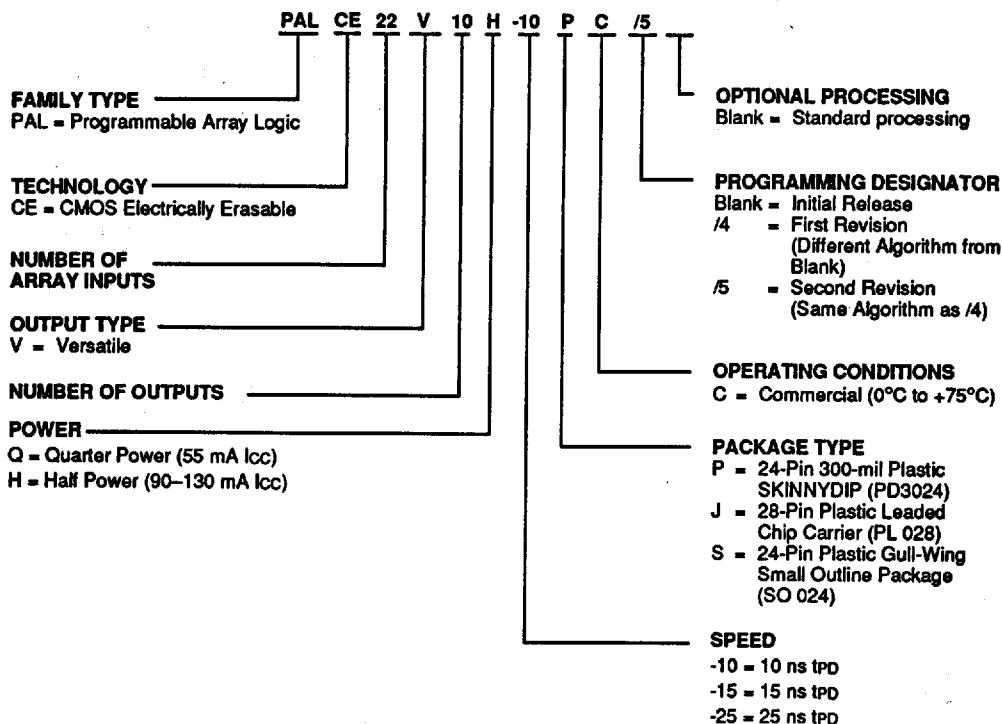 PAL CE 22 V 10 H -10 P C /5
FAMILY TYPE
PAL = Programmable Array Logic
TECHNOLOGY
CE = CMOS Electrically Erasable
NUMBER OF
ARRAY INPUTS
OUTPUT TYPE
V = Versatile
NUMBER OF OUTPUTS
POWER
Q = Quarter Power (55 mA Icc)
H = Half Power (90–130 mA Icc)
OPTIONAL PROCESSING
Blank = Standard processing
PROGRAMMING DESIGNATOR
Blank = Initial Release
/4 = First Revision
(Different Algorithm from
Blank)
/5 = Second Revision
(Same Algorithm as /4)
OPERATING CONDITIONS
C = Commercial (0°C to +75°C)
PACKAGE TYPE
P = 24-Pin 300-mil Plastic
SKINNYDIP (PD3024)
J = 28-Pin Plastic Leaded
Chip Carrier (PL 028)
S = 24-Pin Plastic Gull-Wing
Small Outline Package
(SO 024)
SPEED
-10 = 10 ns tPD
-15 = 15 ns tPD
-25 = 25 ns tPD